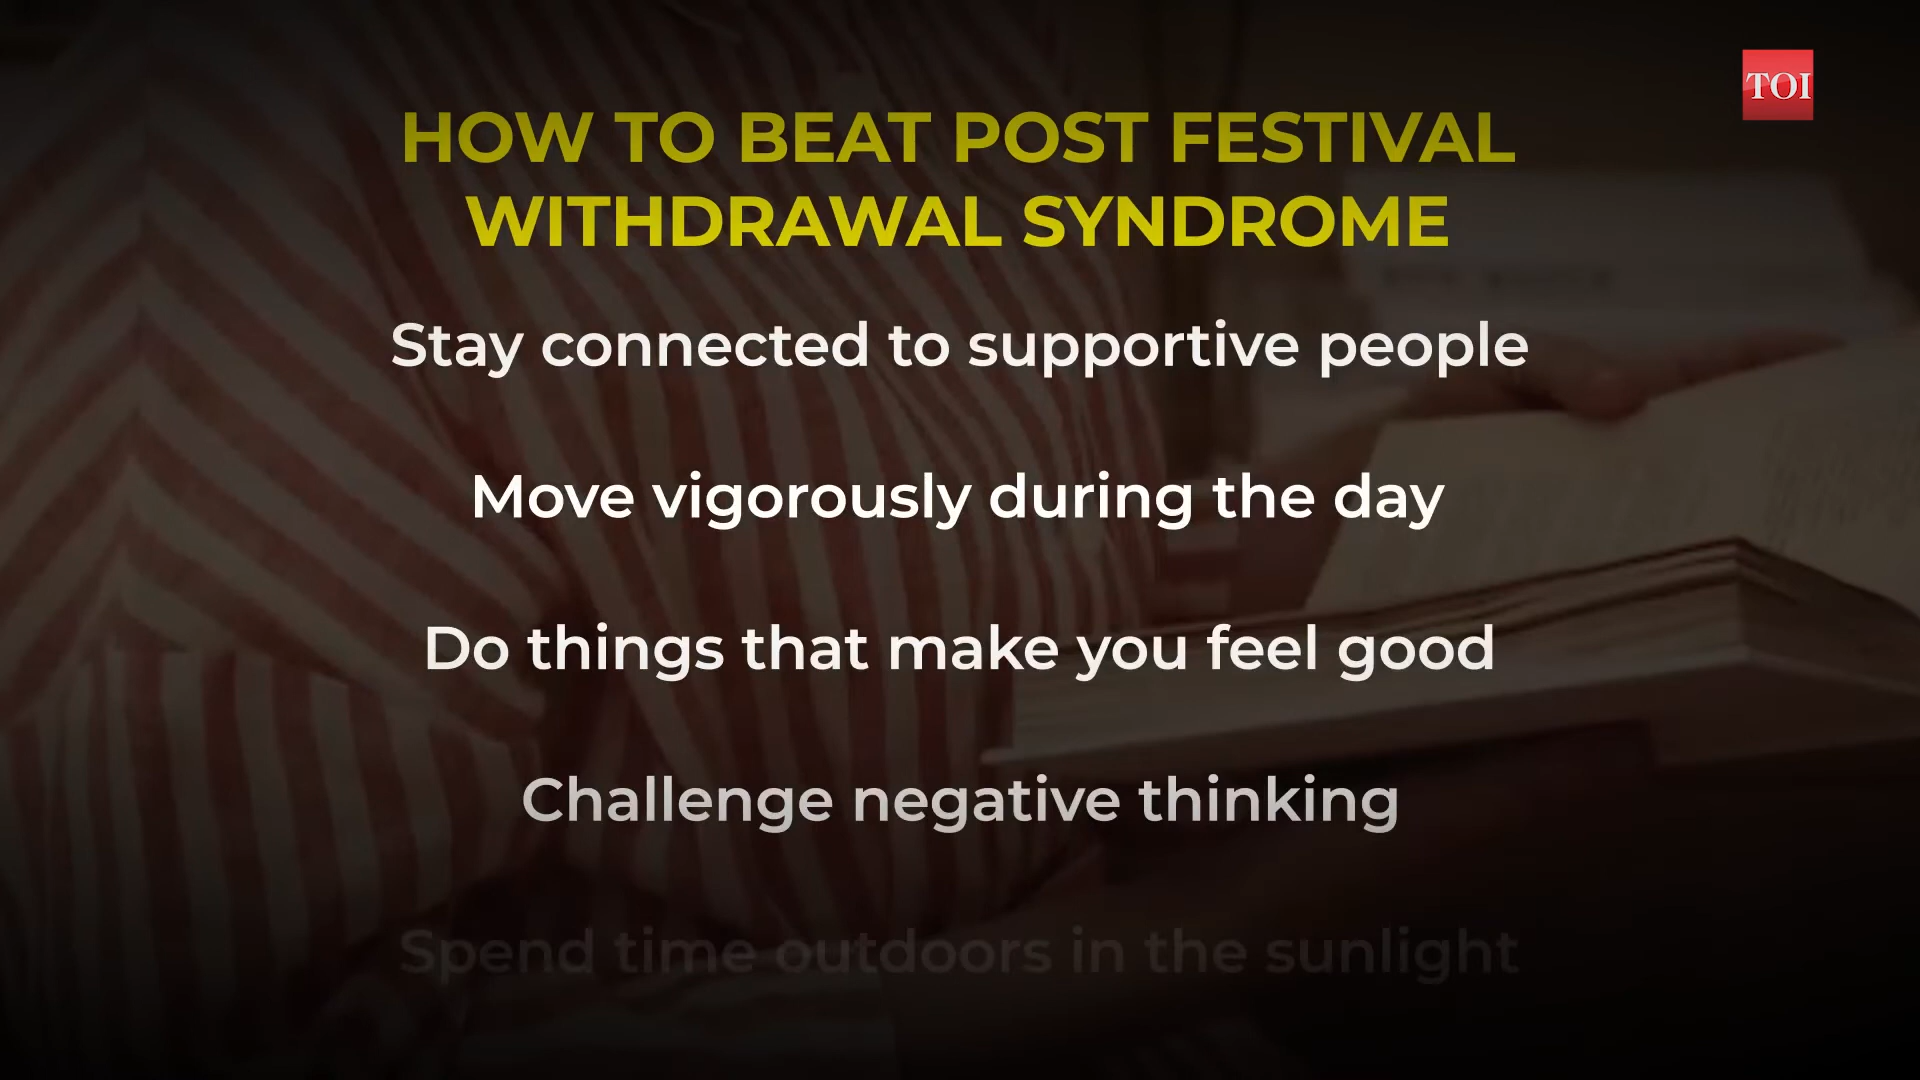 TOI
HOW TO BEAT POST FESTIVAL
WITHDRAWAL SYNDROME
Stay connected to supportive people
Move vigorously during the day
Do things that make you feel good
Challenge negative thinking
Spend time outdoors in the sunlight